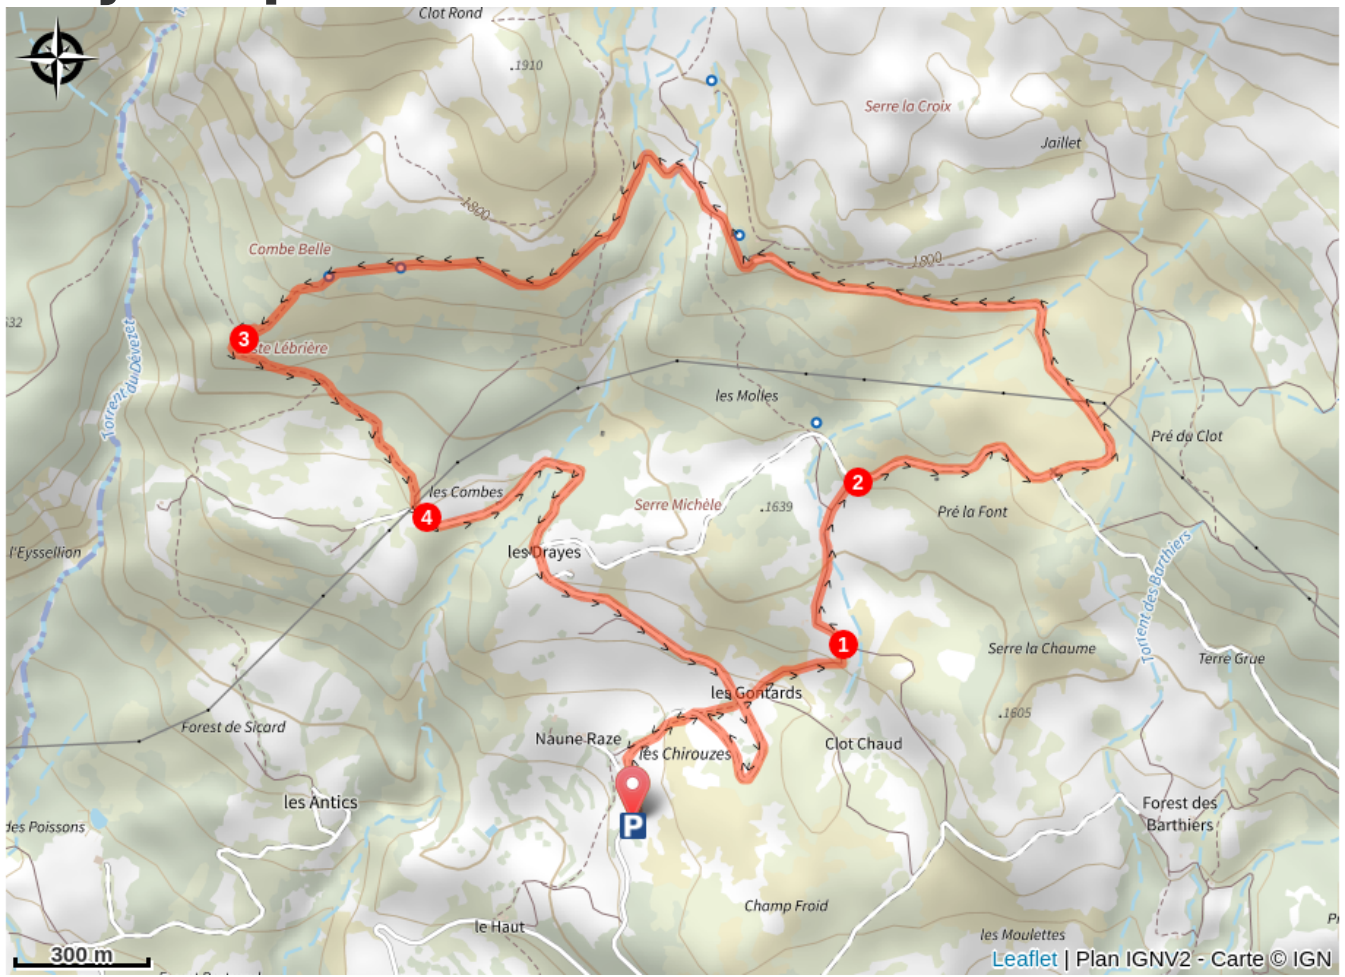 Clot Rond
.1910
Serre la Croix
Jaillet
1800
Combe Belle
1800
3
Torrent du Dévezet
les Molles
Pré du Clot
les Combes
2
Serre Michèle
.1639
Pré la Font
4
l'Eyssellion
les Drayes
Torrent des Barthiers
1
Serre la Chaume
Terre Grue
les Gontards
.1605
Forest de Sicard
Naune Raze
les Chirouzes
Clot Chaud
les Antics
Forest des
Barthiers
des Poissons
P
Champ Froid
le Haut
les Moulettes
300 m
Leaflet | Plan IGNV2 - Carte © IGN